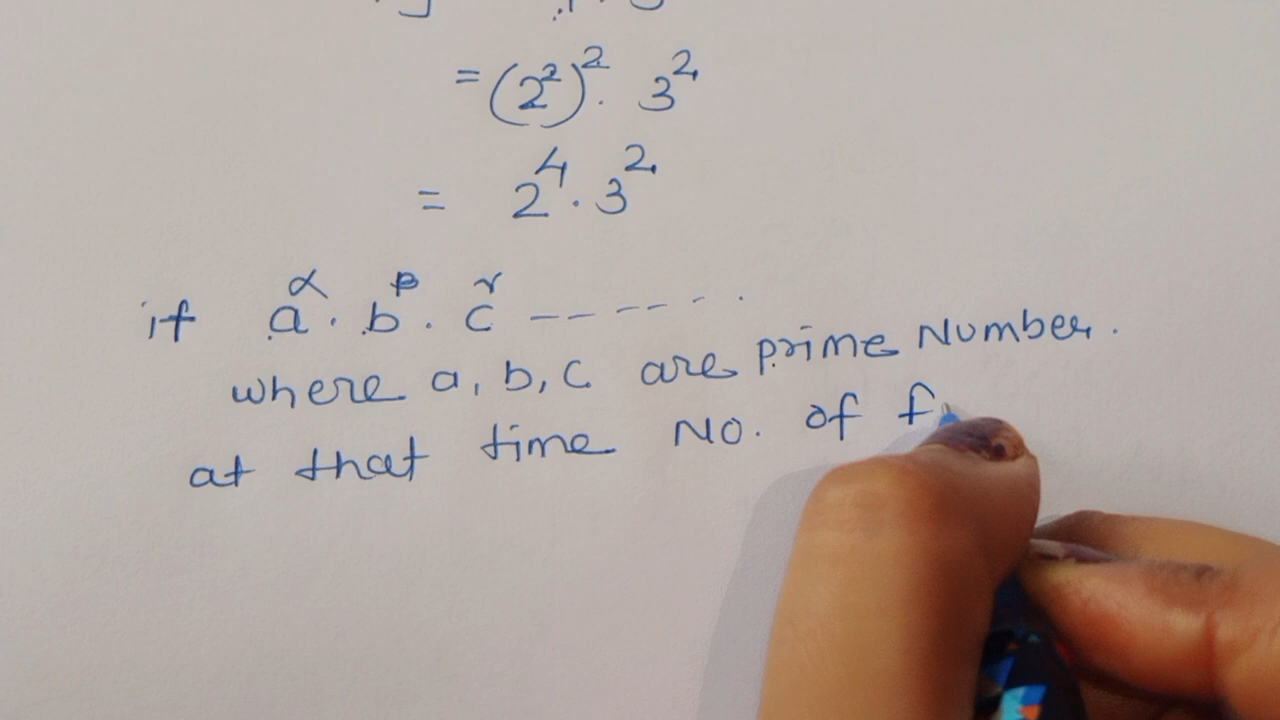 = (2²)². 3²
= 2⁴. 3²
if a^α . b^β . c^r ------..
where a, b, c are prime Number.
at that time No. of f